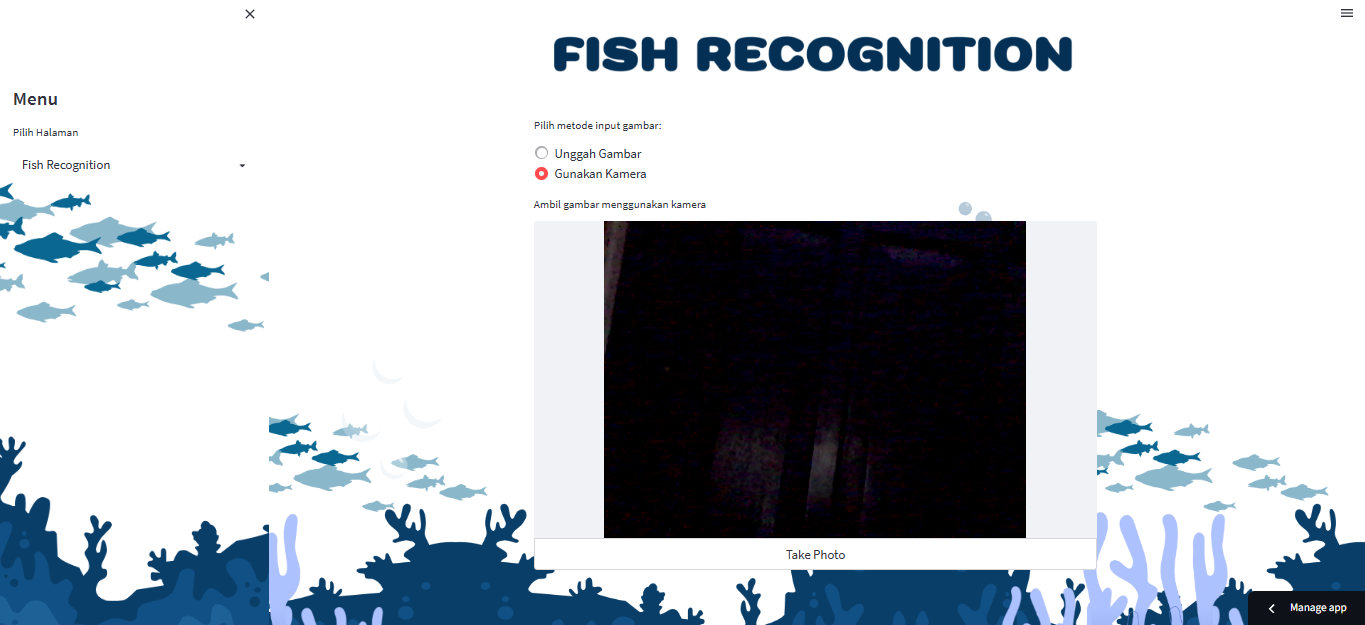 FISH RECOGNITION
Menu
Pilih Halaman
Fish Recognition
Pilih metode input gambar:
Unggah Gambar
Gunakan Kamera
Ambil gambar menggunakan kamera
Take Photo
Manage app